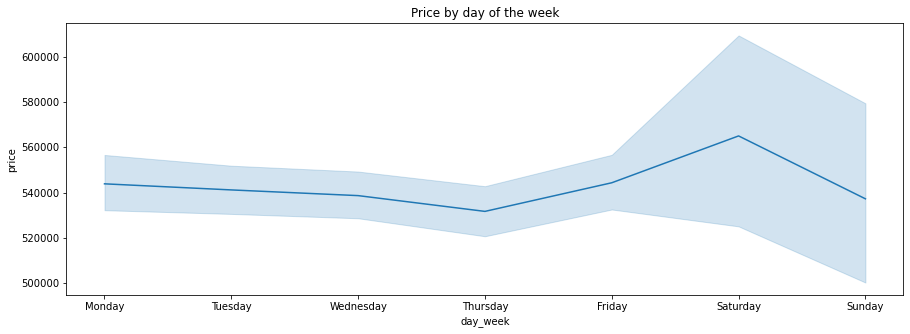 Price by day of the week
600000
580000
560000
540000
520000
500000
price
Monday Tuesday Wednesday Thursday Friday Saturday Sunday
day_week